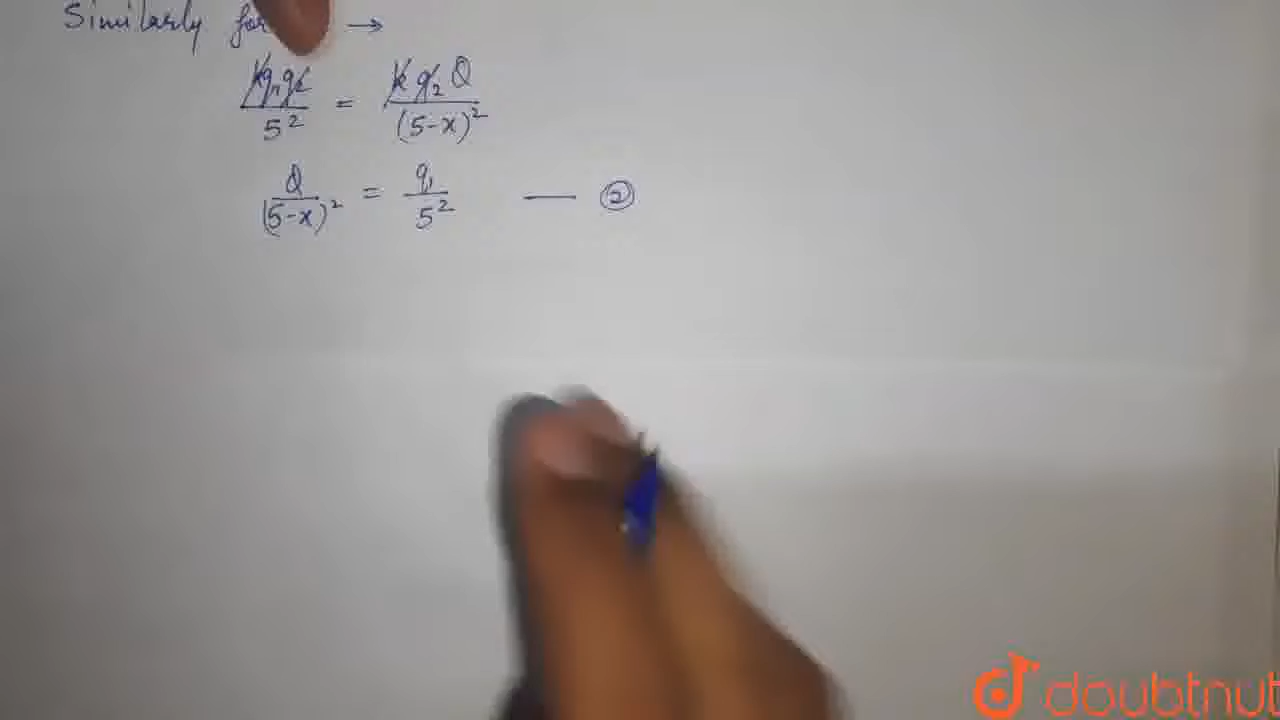 Similarly for →
kq₁q₂/5² = kq₂Q/(5-x)²
Q/(5-x)² = q₁/5² — ②
doubtnut